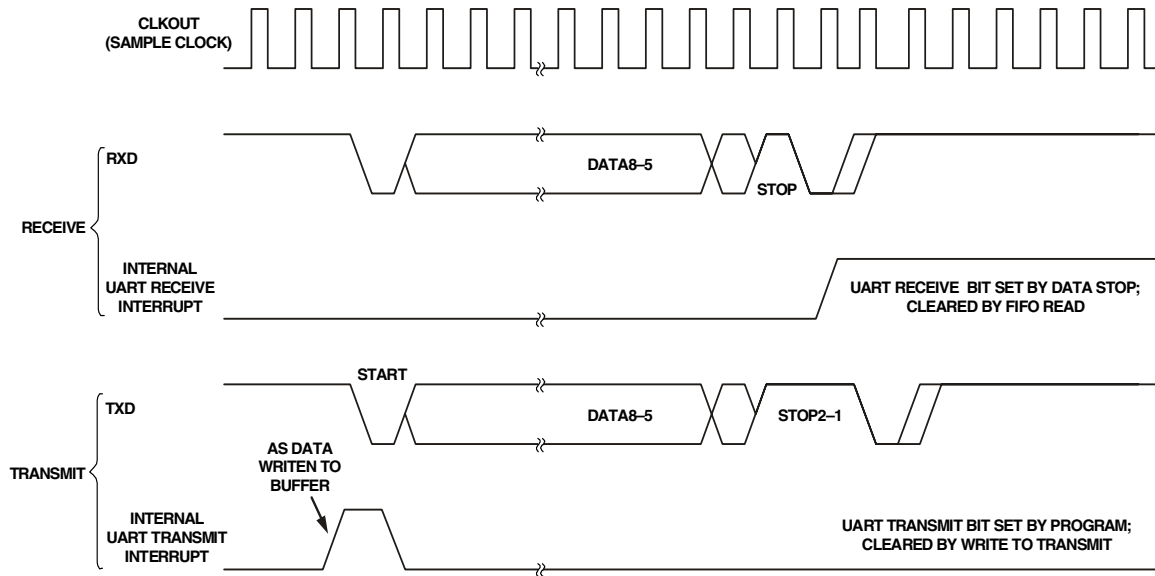 CLKOUT
(SAMPLE CLOCK)
RXD
DATA8–5
STOP
RECEIVE
INTERNAL
UART RECEIVE
INTERRUPT
UART RECEIVE BIT SET BY DATA STOP;
CLEARED BY FIFO READ
START
TXD
DATA8–5
STOP2–1
AS DATA
WRITEN TO
BUFFER
TRANSMIT
INTERNAL
UART TRANSMIT
INTERRUPT
UART TRANSMIT BIT SET BY PROGRAM;
CLEARED BY WRITE TO TRANSMIT